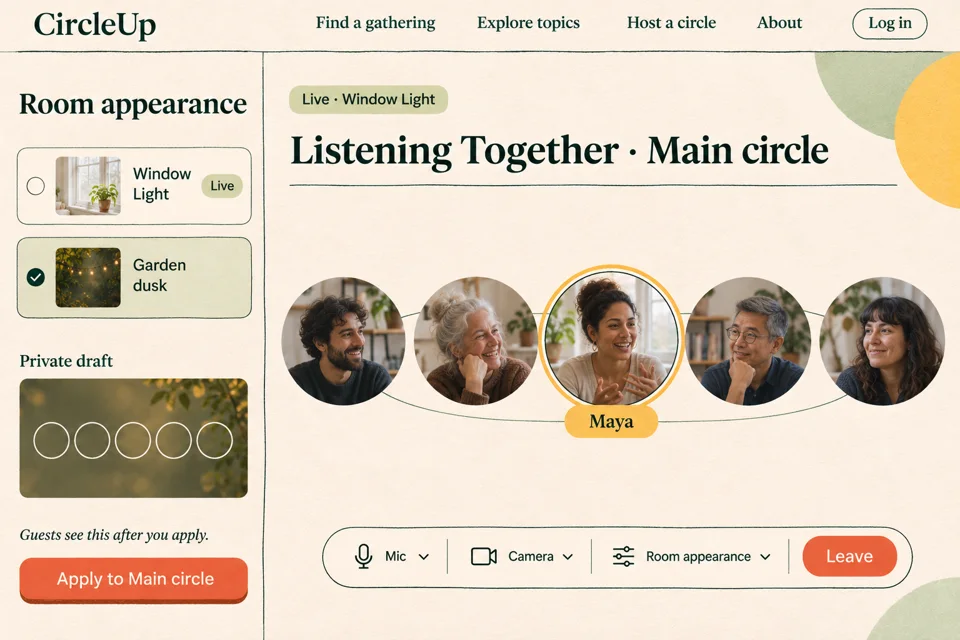 CircleUp
Find a gathering
Explore topics
Host a circle
About
Log in
Room appearance
Window
Light
Live
Garden
dusk
Private draft
Guests see this after you apply.
Apply to Main circle
Live · Window Light
Listening Together · Main circle
Maya
Mic
Camera
Room appearance
Leave